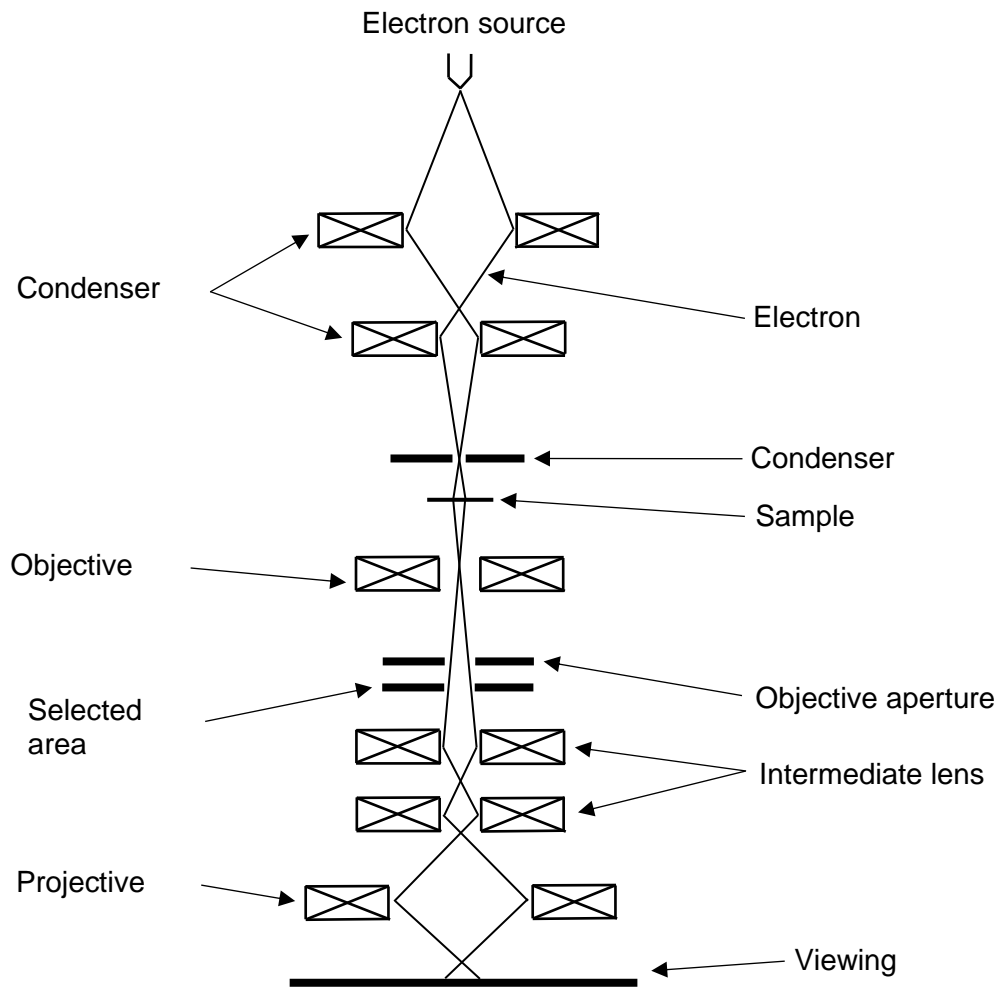 Electron source
Condenser
Electron
Condenser
Sample
Objective
Objective aperture
Selected
area
Intermediate lens
Projective
Viewing